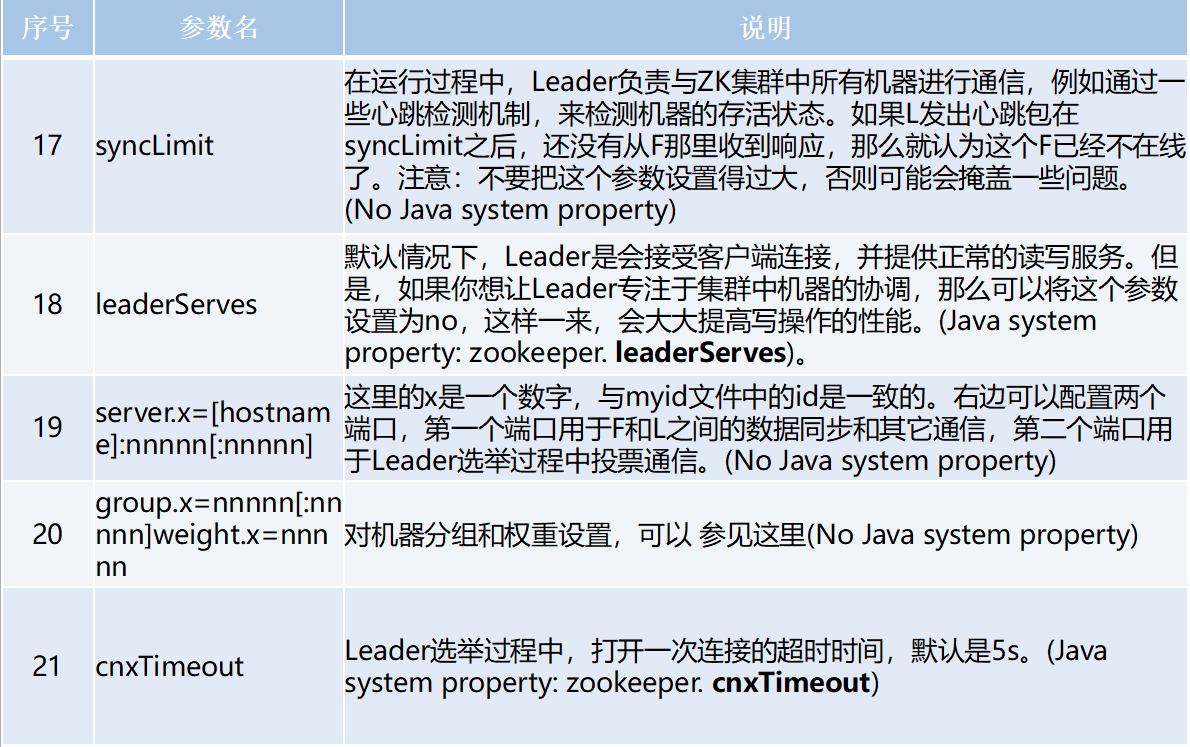 序号 参数名 说明
17 syncLimit
在运行过程中，Leader负责与ZK集群中所有机器进行通信，例如通过一
些心跳检测机制，来检测机器的存活状态。如果L发出心跳包在
syncLimit之后，还没有从F那里收到响应，那么就认为这个F已经不在线
了。注意：不要把这个参数设置得过大，否则可能会掩盖一些问题。
(No Java system property)
18 leaderServes
默认情况下，Leader是会接受客户端连接，并提供正常的读写服务。但
是，如果你想让Leader专注于集群中机器的协调，那么可以将这个参数
设置为no，这样一来，会大大提高写操作的性能。(Java system
property: zookeeper. leaderServes)。
19
server.x=[hostnam
e]:nnnnn[:nnnnn]
这里的x是一个数字，与myid文件中的id是一致的。右边可以配置两个
端口，第一个端口用于F和L之间的数据同步和其它通信，第二个端口用
于Leader选举过程中投票通信。(No Java system property)
20
group.x=nnnnn[:nn
nnn]weight.x=nnn
nn
对机器分组和权重设置，可以 参见这里(No Java system property)
21 cnxTimeout
Leader选举过程中，打开一次连接的超时时间，默认是5s。(Java
system property: zookeeper. cnxTimeout)